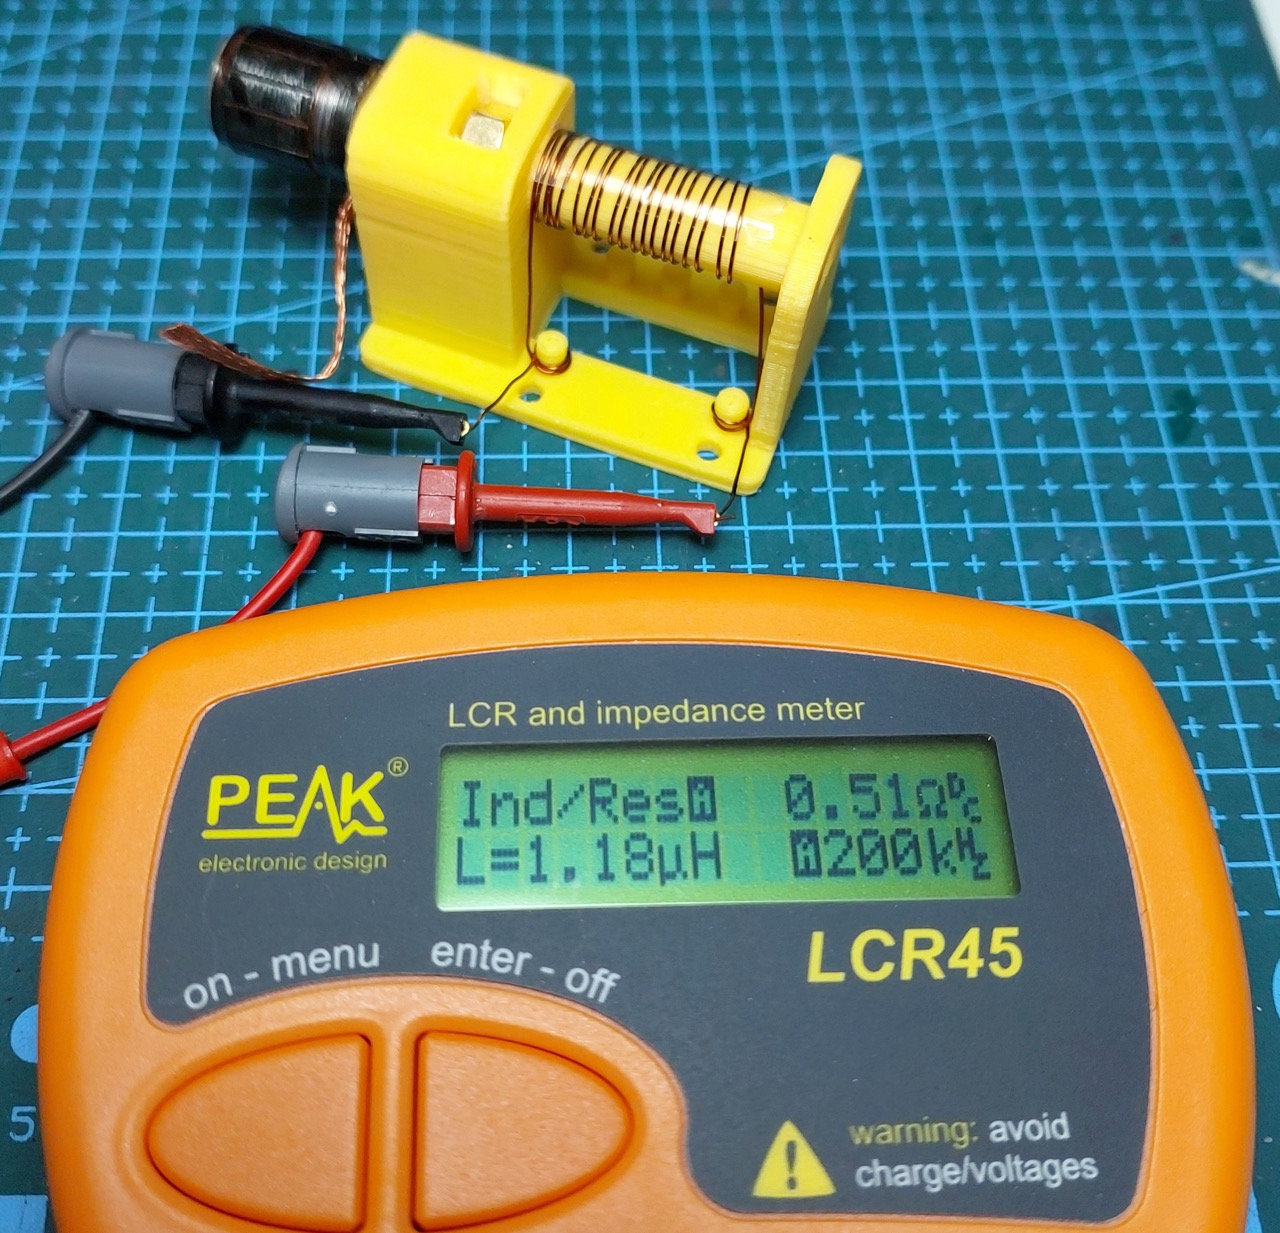 LCR and impedance meter
PEAK®
electronic design
Ind/Res 0.51Ω
L=1.18µH 200kHz
LCR45
on - menu enter - off
warning: avoid
charge/voltages
5